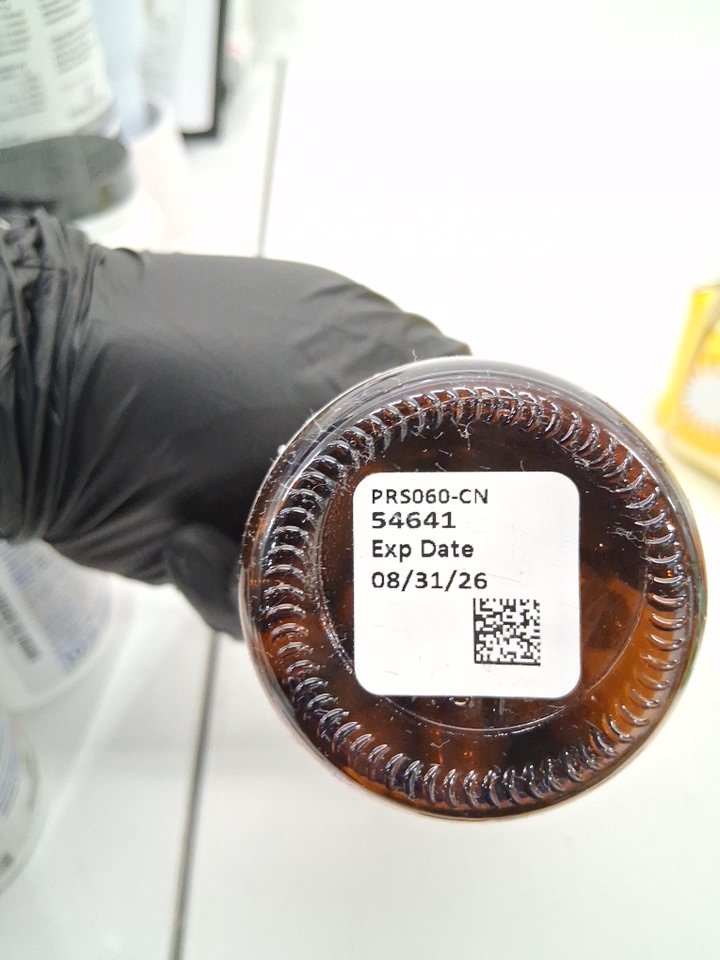 PRS060-CN
54641
Exp Date
08/31/26